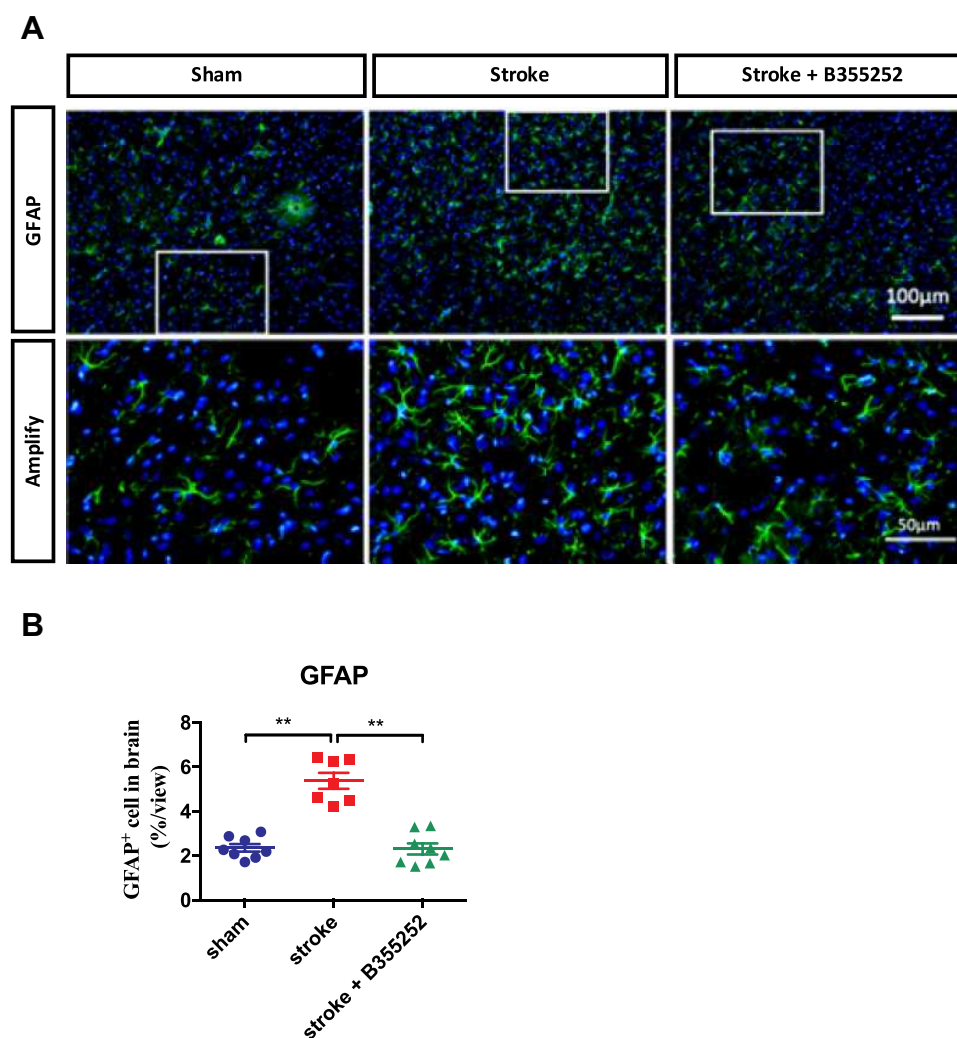 A
Sham
Stroke
Stroke + B355252
GFAP
100μm
Amplify
50μm
B
GFAP
** **
GFAP+ cell in brain
(%/view)
8
6
4
2
0
sham
stroke
stroke + B355252